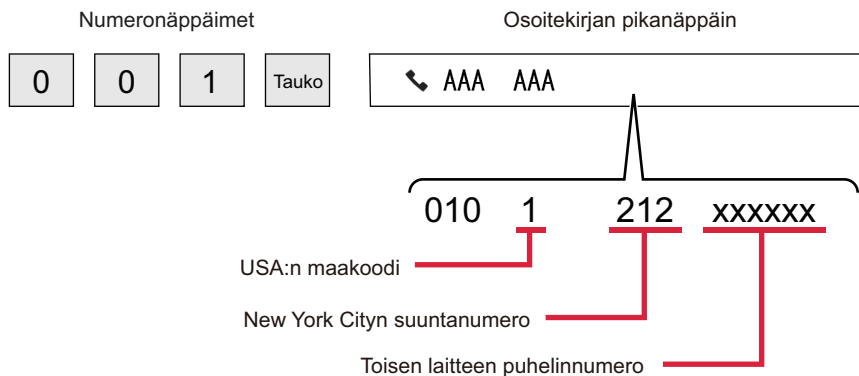 Numeronäppäimet Osoitekirjan pikanäppäin
0 0 1 Tauko AAA AAA
010 1 212 xxxxxx
USA:n maakoodi
New York Cityn suuntanumero
Toisen laitteen puhelinnumero